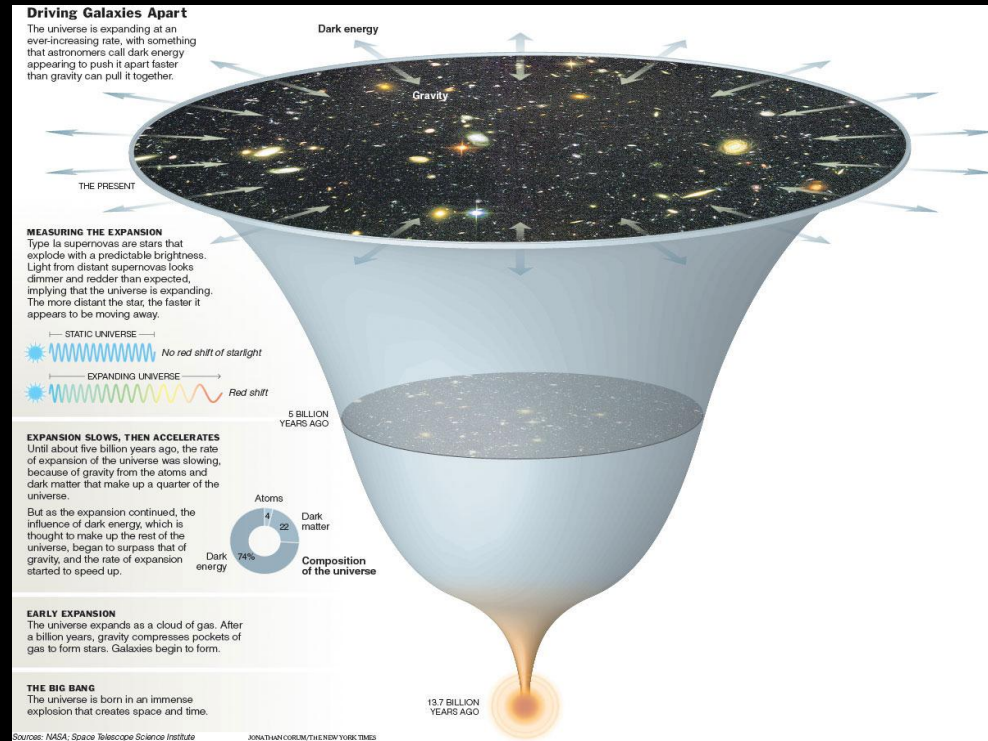 Driving Galaxies Apart
The universe is expanding at an
ever-increasing rate, with something
that astronomers call dark energy
appearing to push it apart faster
than gravity can pull it together.
Dark energy
Gravity
THE PRESENT
MEASURING THE EXPANSION
Type Ia supernovas are stars that
explode with a predictable brightness.
Light from distant supernovas looks
dimmer and redder than expected,
implying that the universe is expanding.
The more distant the star, the faster it
appears to be moving away.
STATIC UNIVERSE
No red shift of starlight
EXPANDING UNIVERSE
Red shift
5 BILLION
YEARS AGO
EXPANSION SLOWS, THEN ACCELERATES
Until about five billion years ago, the rate
of expansion of the universe was slowing,
because of gravity from the atoms and
dark matter that make up a quarter of the
universe.
But as the expansion continued, the
influence of dark energy, which is
thought to make up the rest of the
universe, began to surpass that of
gravity, and the rate of expansion
started to speed up.
Atoms
4
22
Dark
matter
Dark
energy
74%
Composition
of the universe
EARLY EXPANSION
The universe expands as a cloud of gas. After
a billion years, gravity compresses pockets of
gas to form stars. Galaxies begin to form.
THE BIG BANG
The universe is born in an immense
explosion that creates space and time.
13.7 BILLION
YEARS AGO
Sources: NASA; Space Telescope Science Institute
JONATHAN CORUM/THE NEW YORK TIMES